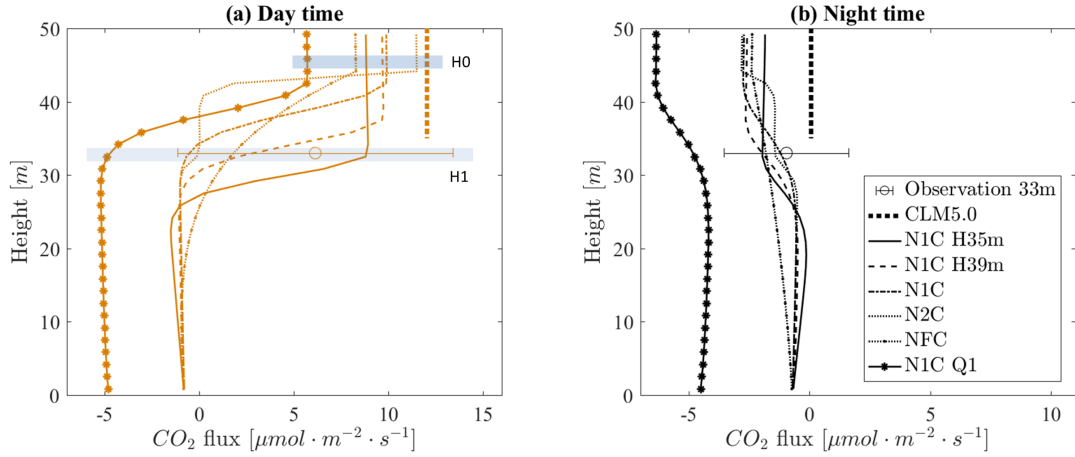 (a) Day time
(b) Night time
50
40
30
20
10
0
Height [m]
H0
H1
-5
0
5
10
15
CO2 flux [μmol · m−2 · s−1]
50
40
30
20
10
0
Height [m]
Observation 33m
CLM5.0
N1C H35m
N1C H39m
N1C
N2C
NFC
N1C Q1
-5
0
5
10
CO2 flux [μmol · m−2 · s−1]